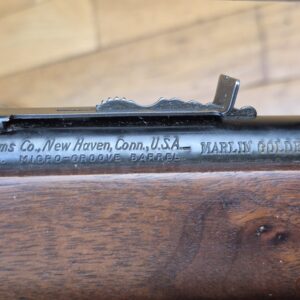 ms Co., New Haven, Conn., U.S.A.— MARLIN GOLDE
MICRO-GROOVE BARREL